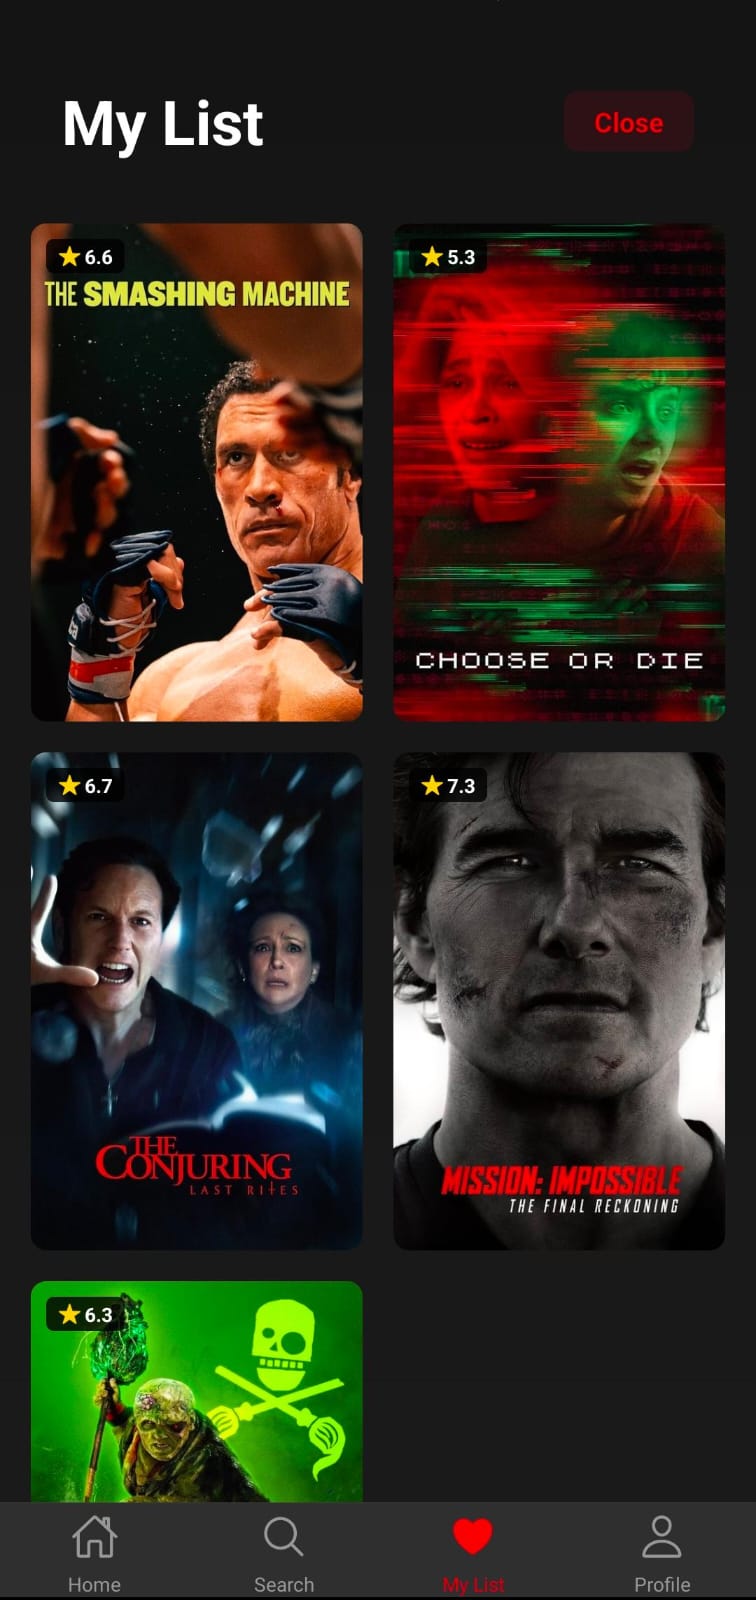 My List
Close
6.6
THE SMASHING MACHINE
5.3
CHOOSE OR DIE
6.7
THE
CONJURING
LAST RITES
7.3
MISSION: IMPOSSIBLE
THE FINAL RECKONING
6.3
Home
Search
My List
Profile